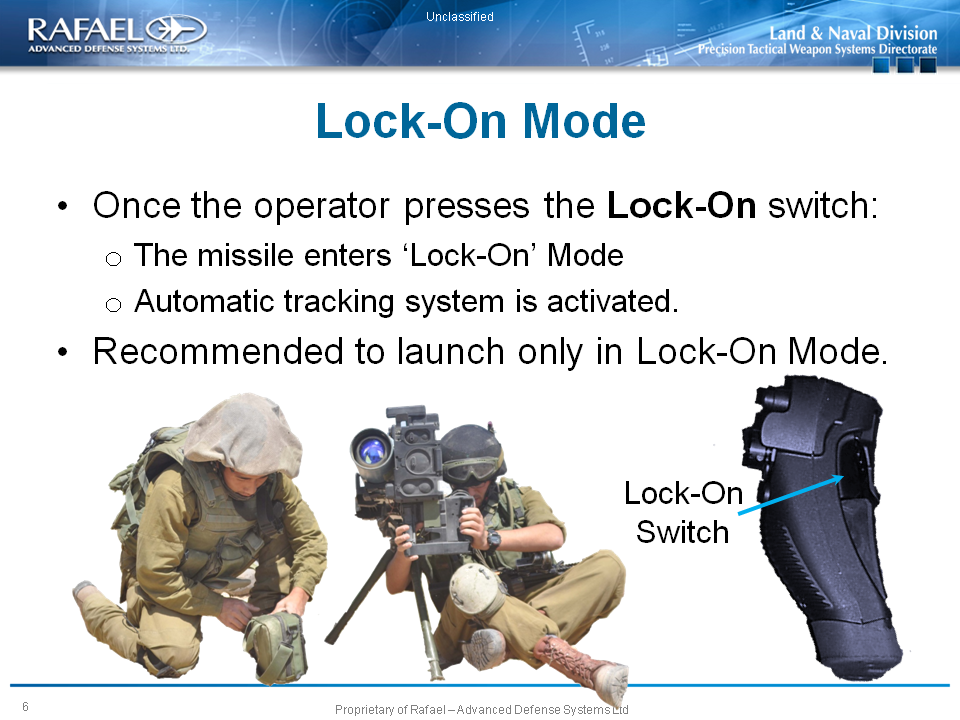 Unclassified
RAFAEL
ADVANCED DEFENSE SYSTEMS LTD.
Land & Naval Division
Precision Tactical Weapon Systems Directorate
Lock-On Mode
• Once the operator presses the Lock-On switch:
o The missile enters ‘Lock-On’ Mode
o Automatic tracking system is activated.
• Recommended to launch only in Lock-On Mode.
Lock-On
Switch
6
Proprietary of Rafael – Advanced Defense Systems Ltd